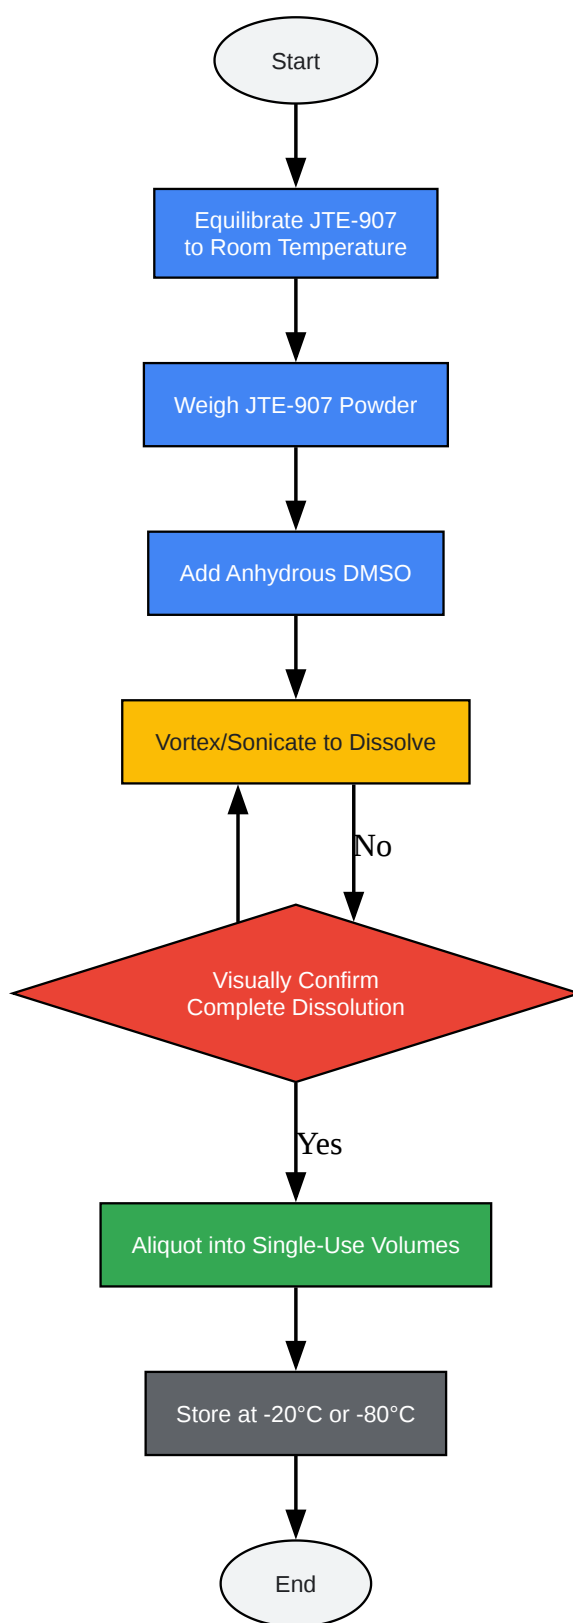 Start
Equilibrate JTE-907
to Room Temperature
Weigh JTE-907 Powder
Add Anhydrous DMSO
Vortex/Sonicate to Dissolve
No
Visually Confirm
Complete Dissolution
Yes
Aliquot into Single-Use Volumes
Store at -20°C or -80°C
End